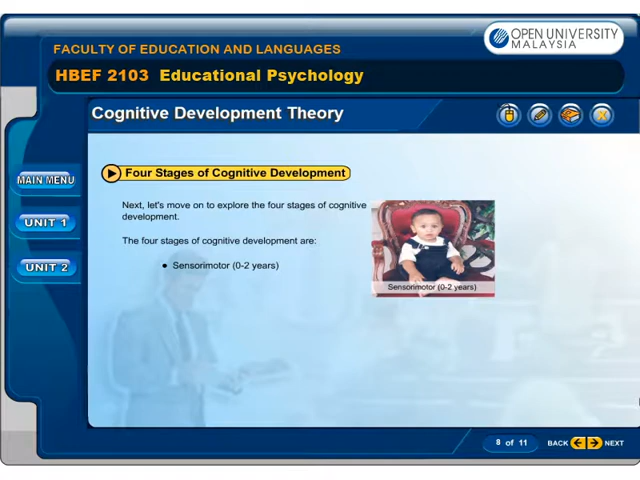 OPEN UNIVERSITY
MALAYSIA
FACULTY OF EDUCATION AND LANGUAGES
HBEF 2103 Educational Psychology
Cognitive Development Theory
MAIN MENU
UNIT 1
UNIT 2
Four Stages of Cognitive Development
Next, let's move on to explore the four stages of cognitive
development.
The four stages of cognitive development are:
● Sensorimotor (0-2 years)
Sensorimotor (0-2 years)
8 of 11
BACK NEXT